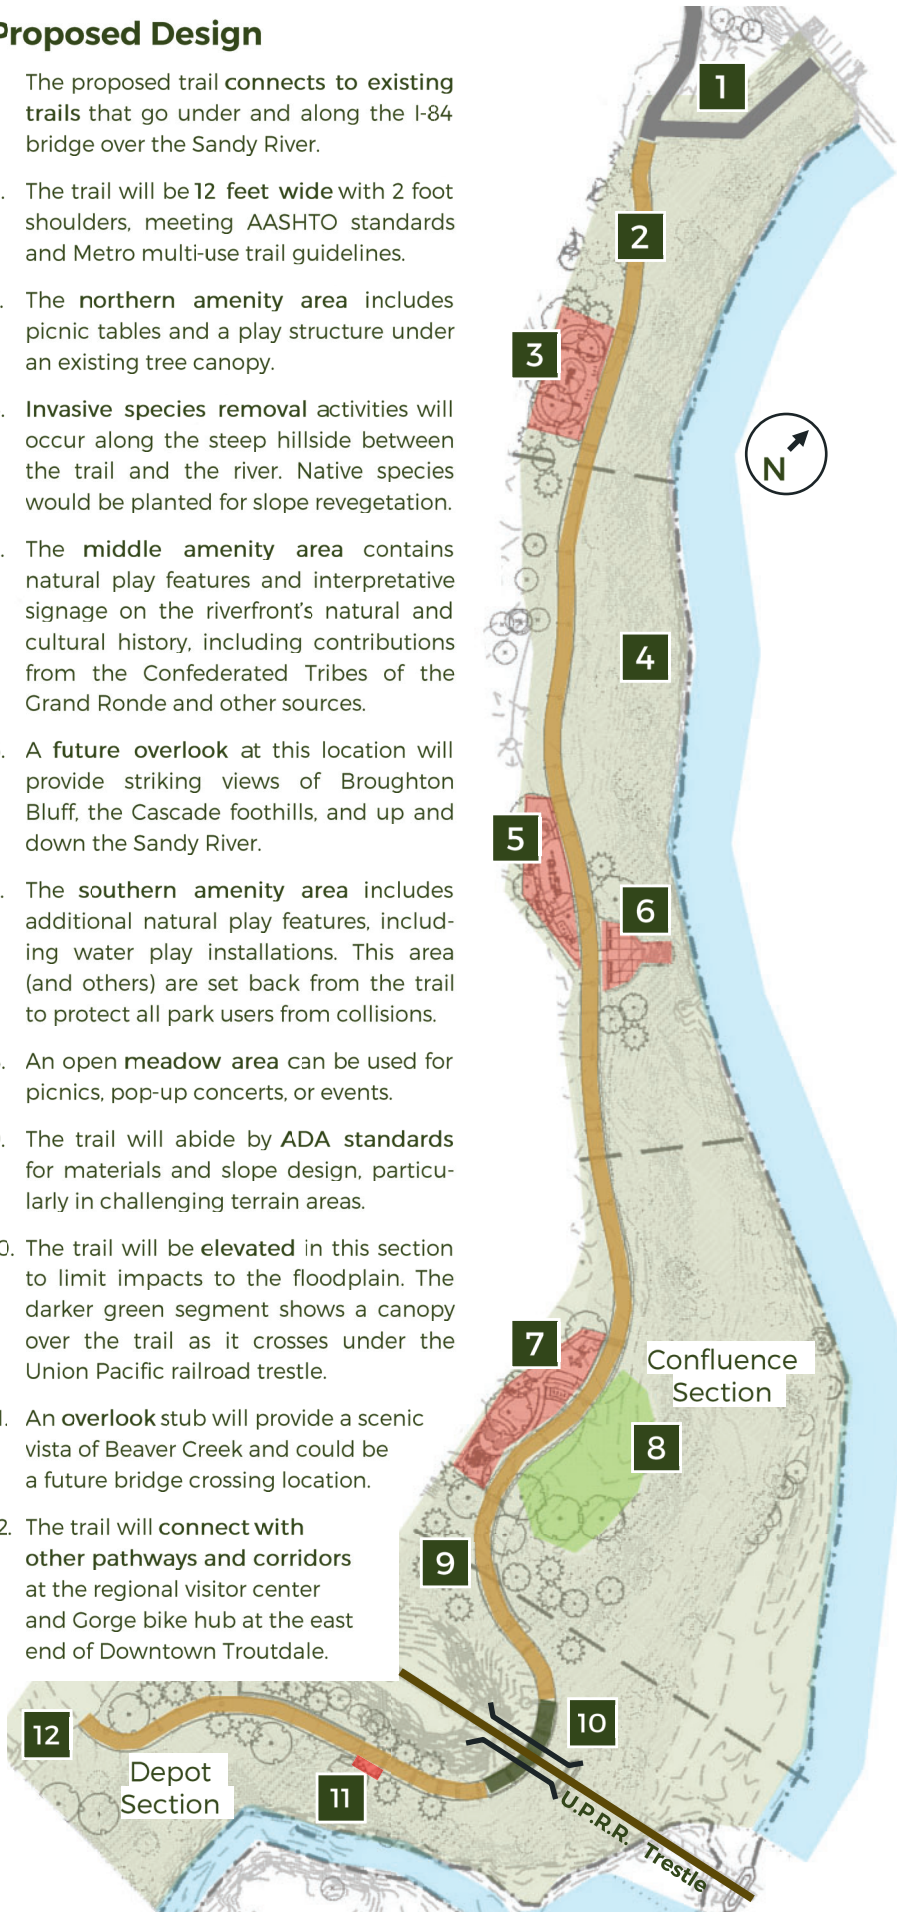 Proposed Design
The proposed trail connects to existing
trails that go under and along the I-84
bridge over the Sandy River.
. The trail will be 12 feet wide with 2 foot
shoulders, meeting AASHTO standards
and Metro multi-use trail guidelines.
. The northern amenity area includes
picnic tables and a play structure under
an existing tree canopy.
. Invasive species removal activities will
occur along the steep hillside between
the trail and the river. Native species
would be planted for slope revegetation.
. The middle amenity area contains
natural play features and interpretative
signage on the riverfront's natural and
cultural history, including contributions
from the Confederated Tribes of the
Grand Ronde and other sources.
. A future overlook at this location will
provide striking views of Broughton
Bluff, the Cascade foothills, and up and
down the Sandy River.
. The southern amenity area includes
additional natural play features, includ-
ing water play installations. This area
(and others) are set back from the trail
to protect all park users from collisions.
. An open meadow area can be used for
picnics, pop-up concerts, or events.
. The trail will abide by ADA standards
for materials and slope design, particu-
larly in challenging terrain areas.
0. The trail will be elevated in this section
to limit impacts to the floodplain. The
darker green segment shows a canopy
over the trail as it crosses under the
Union Pacific railroad trestle.
. An overlook stub will provide a scenic
vista of Beaver Creek and could be
a future bridge crossing location.
2. The trail will connect with
other pathways and corridors
at the regional visitor center
and Gorge bike hub at the east
end of Downtown Troutdale.
1
2
3
N
4
5
6
7
Confluence
Section
8
9
10
12
Depot
Section
11
U.P.R.R. Trestle